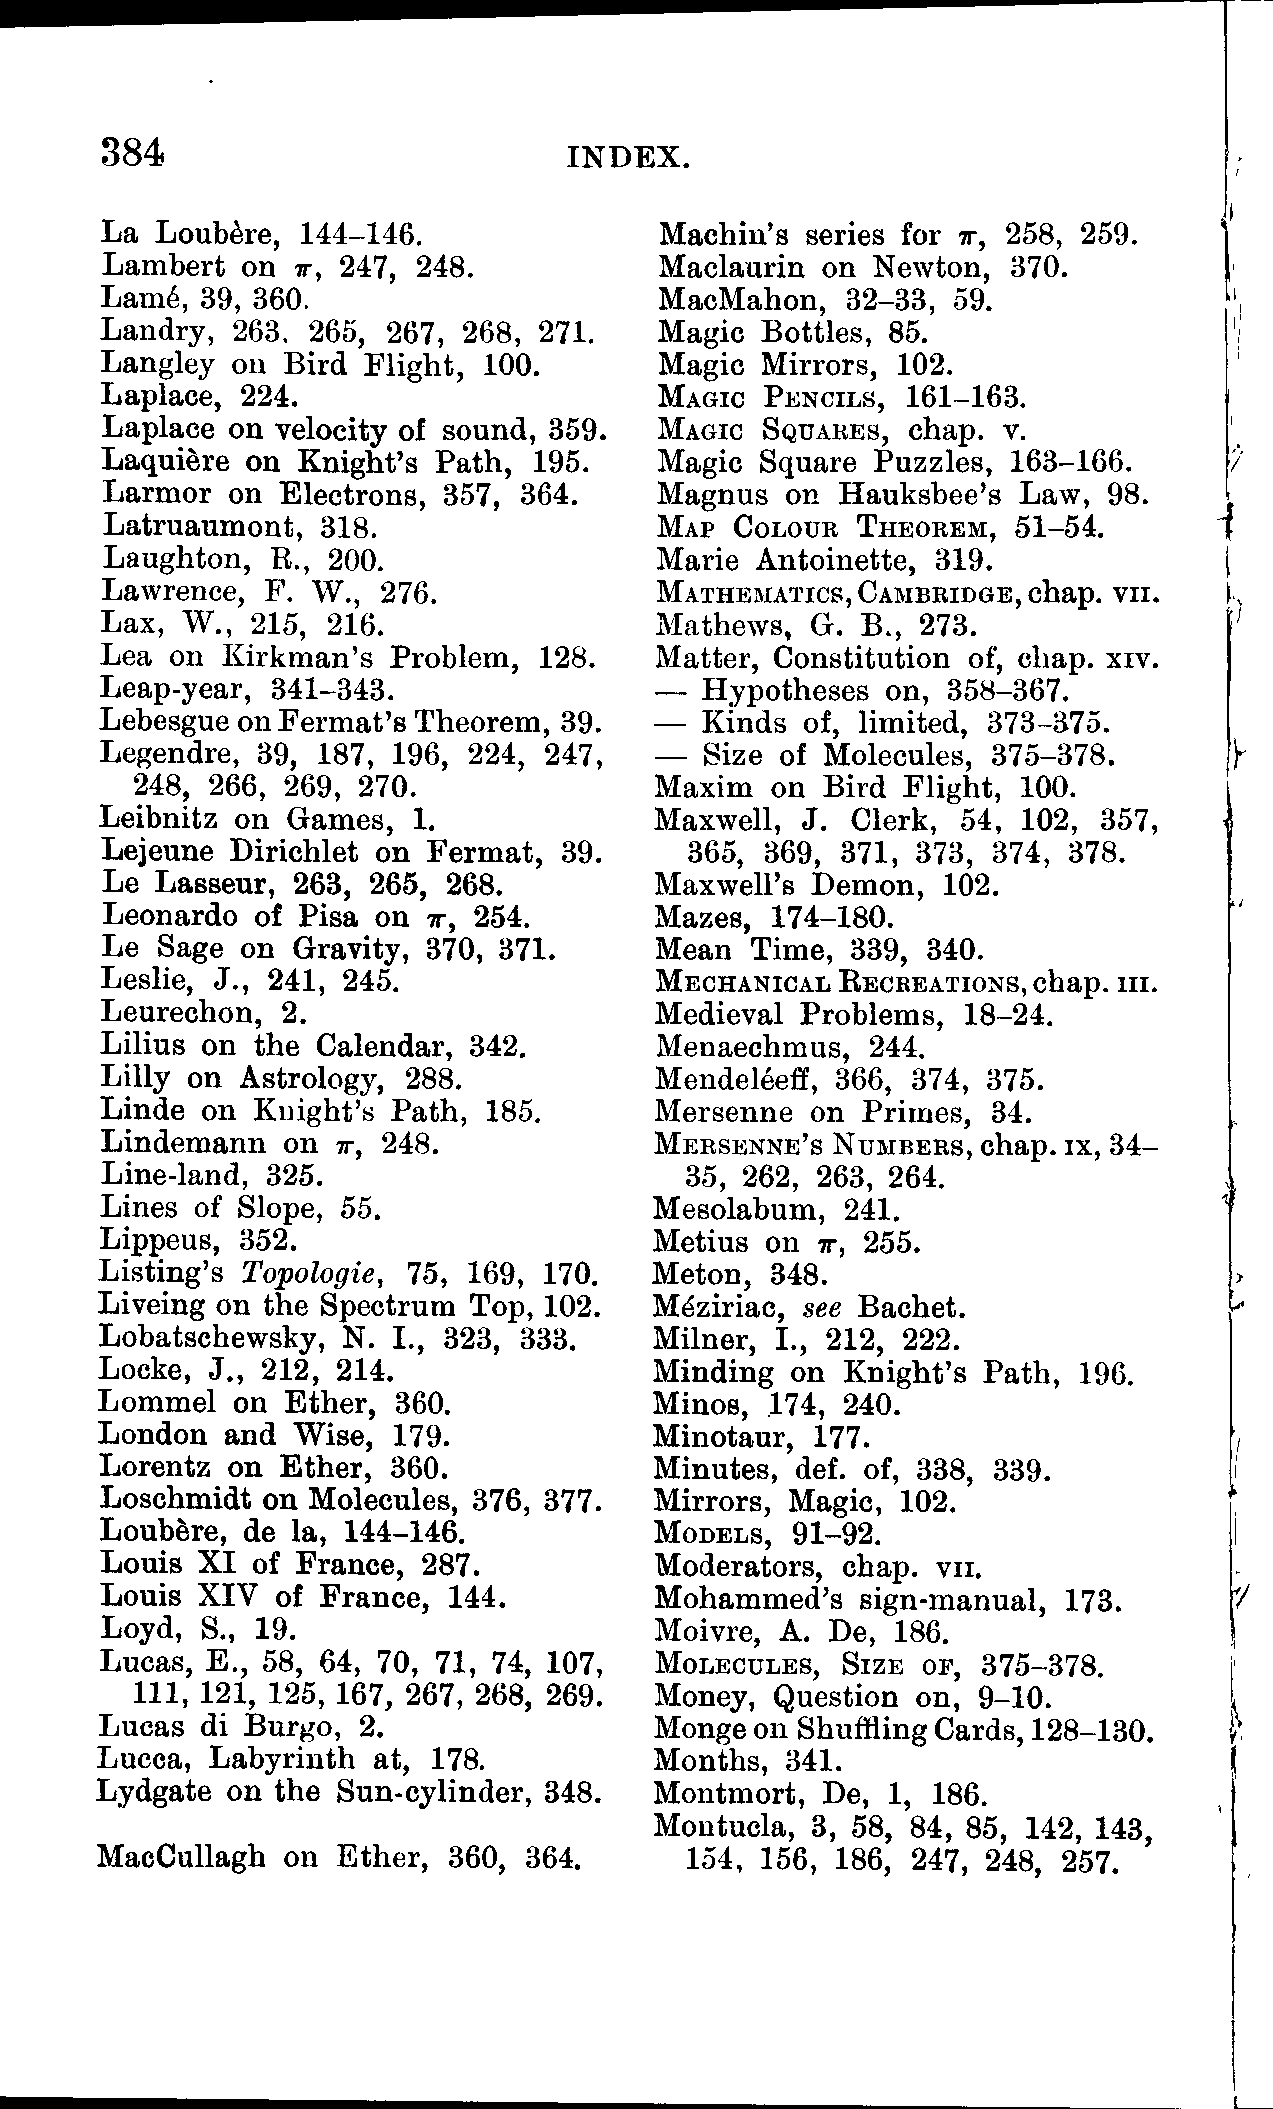 384
INDEX.
La Loubère, 144–146.
Lambert on π, 247, 248.
Lamé, 39, 360.
Landry, 263. 265, 267, 268, 271.
Langley on Bird Flight, 100.
Laplace, 224.
Laplace on velocity of sound, 359.
Laquière on Knight's Path, 195.
Larmor on Electrons, 357, 364.
Latruaumont, 318.
Laughton, R., 200.
Lawrence, F. W., 276.
Lax, W., 215, 216.
Lea on Kirkman's Problem, 128.
Leap-year, 341–343.
Lebesgue on Fermat's Theorem, 39.
Legendre, 39, 187, 196, 224, 247,
248, 266, 269, 270.
Leibnitz on Games, 1.
Lejeune Dirichlet on Fermat, 39.
Le Lasseur, 263, 265, 268.
Leonardo of Pisa on π, 254.
Le Sage on Gravity, 370, 371.
Leslie, J., 241, 245.
Leurechon, 2.
Lilius on the Calendar, 342.
Lilly on Astrology, 288.
Linde on Knight's Path, 185.
Lindemann on π, 248.
Line-land, 325.
Lines of Slope, 55.
Lippeus, 352.
Listing's Topologie, 75, 169, 170.
Liveing on the Spectrum Top, 102.
Lobatschewsky, N. I., 323, 333.
Locke, J., 212, 214.
Lommel on Ether, 360.
London and Wise, 179.
Lorentz on Ether, 360.
Loschmidt on Molecules, 376, 377.
Loubère, de la, 144–146.
Louis XI of France, 287.
Louis XIV of France, 144.
Loyd, S., 19.
Lucas, E., 58, 64, 70, 71, 74, 107,
111, 121, 125, 167, 267, 268, 269.
Lucas di Burgo, 2.
Lucca, Labyrinth at, 178.
Lydgate on the Sun-cylinder, 348.
MacCullagh on Ether, 360, 364.
Machin's series for π, 258, 259.
Maclaurin on Newton, 370.
MacMahon, 32–33, 59.
Magic Bottles, 85.
Magic Mirrors, 102.
MAGIC PENCILS, 161–163.
MAGIC SQUARES, chap. v.
Magic Square Puzzles, 163–166.
Magnus on Hauksbee's Law, 98.
MAP COLOUR THEOREM, 51–54.
Marie Antoinette, 319.
MATHEMATICS, CAMBRIDGE, chap. VII.
Mathews, G. B., 273.
Matter, Constitution of, chap. XIV.
— Hypotheses on, 358–367.
— Kinds of, limited, 373–375.
— Size of Molecules, 375–378.
Maxim on Bird Flight, 100.
Maxwell, J. Clerk, 54, 102, 357,
365, 369, 371, 373, 374, 378.
Maxwell's Demon, 102.
Mazes, 174–180.
Mean Time, 339, 340.
MECHANICAL RECREATIONS, chap. III.
Medieval Problems, 18–24.
Menaechmus, 244.
Mendeléeff, 366, 374, 375.
Mersenne on Primes, 34.
MERSENNE'S NUMBERS, chap. IX, 34–
35, 262, 263, 264.
Mesolabum, 241.
Metius on π, 255.
Meton, 348.
Méziriac, see Bachet.
Milner, I., 212, 222.
Minding on Knight's Path, 196.
Minos, 174, 240.
Minotaur, 177.
Minutes, def. of, 338, 339.
Mirrors, Magic, 102.
MODELS, 91–92.
Moderators, chap. VII.
Mohammed's sign-manual, 173.
Moivre, A. De, 186.
MOLECULES, SIZE OF, 375–378.
Money, Question on, 9–10.
Monge on Shuffling Cards, 128–130.
Months, 341.
Montmort, De, 1, 186.
Montucla, 3, 58, 84, 85, 142, 143,
154, 156, 186, 247, 248, 257.